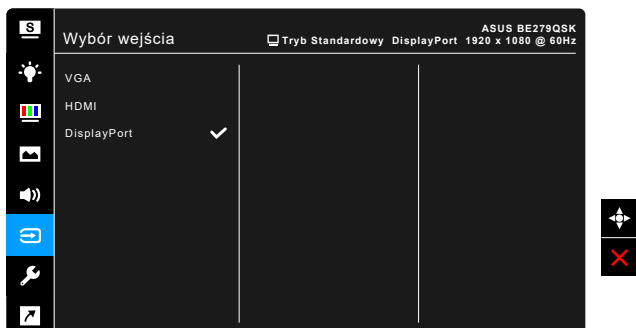 S
Wybór wejścia
ASUS BE279QSK
Tryb Standardowy DisplayPort 1920 x 1080 @ 60Hz
VGA
HDMI
DisplayPort